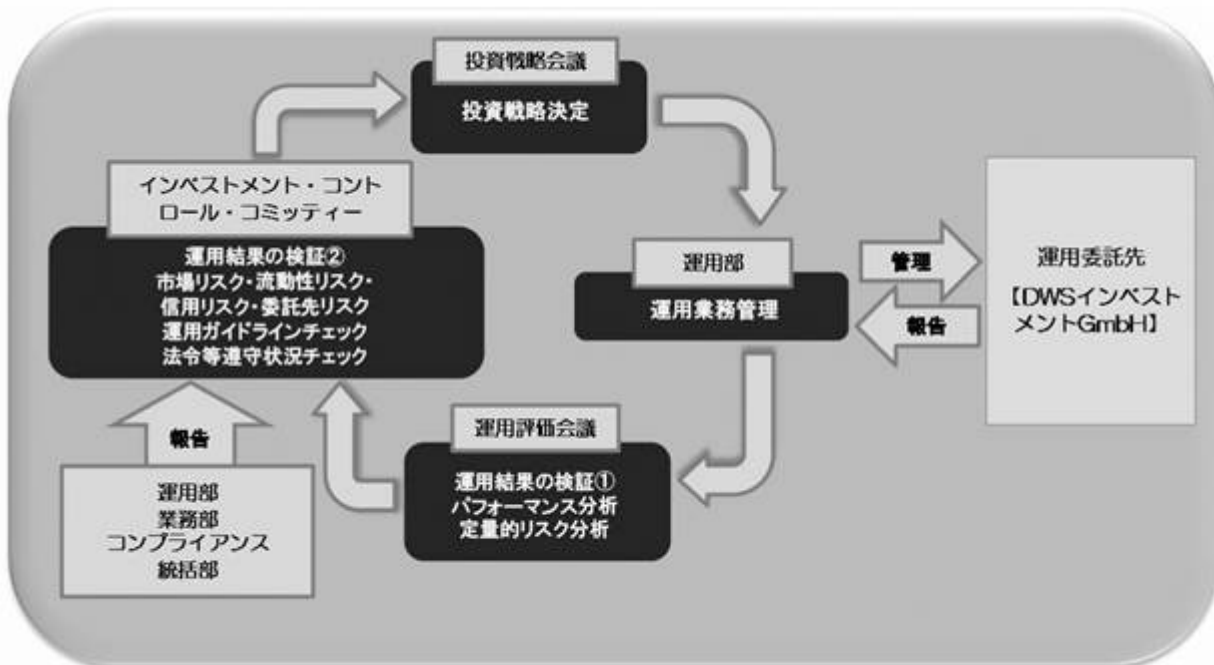 投資戦略会議
投資戦略決定
インベストメント・コント
ロール・コミッティー
運用結果の検証②
市場リスク・流動性リスク・
信用リスク・委託先リスク
運用ガイドラインチェック
法令等遵守状況チェック
運用部
運用業務管理
管理
報告
運用委託先
【DWSインベスト
メントGmbH】
運用評価会議
運用結果の検証①
パフォーマンス分析
定量的リスク分析
報告
運用部
業務部
コンプライアンス
統括部